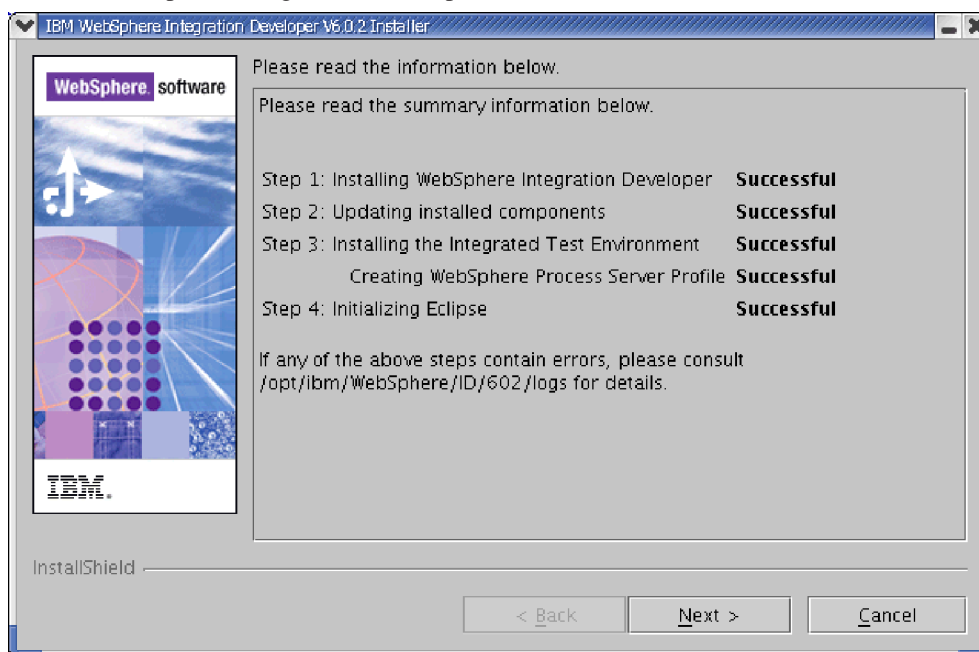 IBM WebSphere Integration Developer V6.0.2 Installer
WebSphere. software
Please read the information below.
Please read the summary information below.
Step 1: Installing WebSphere Integration Developer Successful
Step 2: Updating installed components Successful
Step 3: Installing the Integrated Test Environment Successful
Creating WebSphere Process Server Profile Successful
Step 4: Initializing Eclipse Successful
If any of the above steps contain errors, please consult
/opt/ibm/WebSphere/ID/602/logs for details.
IBM.
InstallShield
< Back Next > Cancel